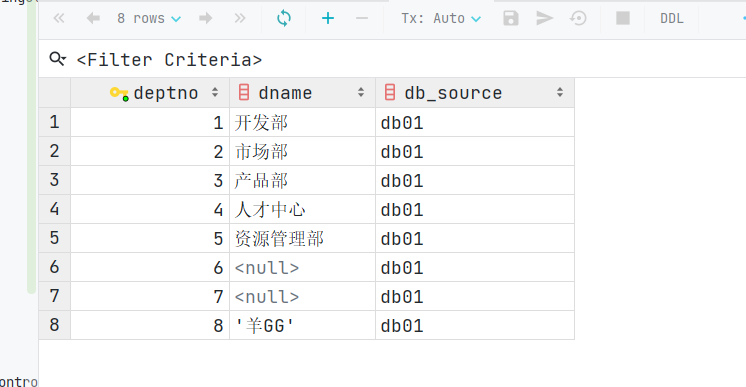 8 rows Tx: Auto DDL
<Filter Criteria>
deptno dname db_source
1 1 开发部 db01
2 2 市场部 db01
3 3 产品部 db01
4 4 人才中心 db01
5 5 资源管理部 db01
6 6 <null> db01
7 7 <null> db01
8 8 '羊GG' db01
ontro